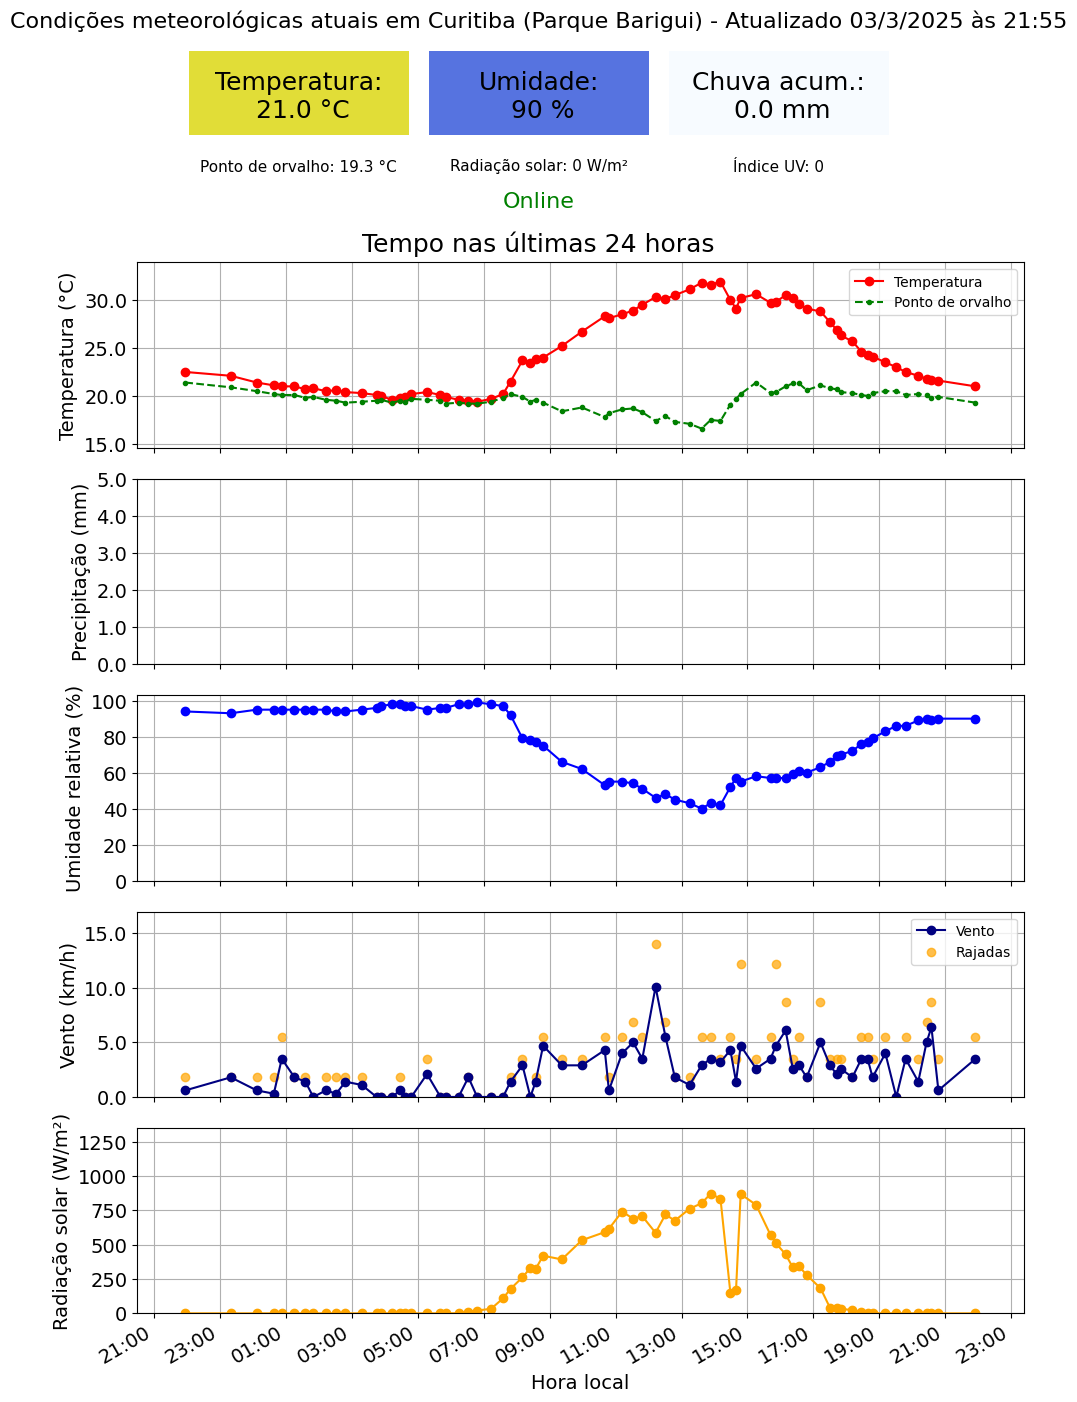 Condições meteorológicas atuais em Curitiba (Parque Barigui) - Atualizado 03/3/2025 às 21:55
Temperatura:
21.0 °C
Umidade:
90 %
Chuva acum.:
0.0 mm
Ponto de orvalho: 19.3 °C
Radiação solar: 0 W/m²
Índice UV: 0
Online
Tempo nas últimas 24 horas
Temperatura (°C)
30.0
25.0
20.0
15.0
Temperatura
Ponto de orvalho
Precipitação (mm)
5.0
4.0
3.0
2.0
1.0
0.0
Umidade relativa (%)
100
80
60
40
20
0
Vento (km/h)
15.0
10.0
5.0
0.0
Vento
Rajadas
Radiação solar (W/m²)
1250
1000
750
500
250
0
21:00
23:00
01:00
03:00
05:00
07:00
09:00
11:00
13:00
15:00
17:00
19:00
21:00
23:00
Hora local